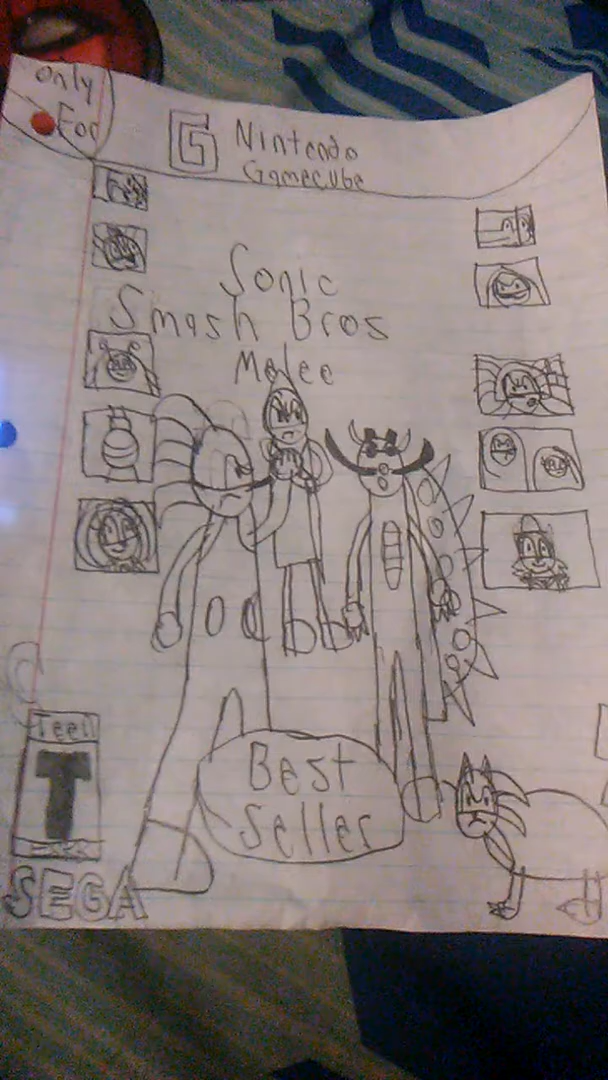 Only
For
G Nintendo
Gamecube
Sonic
Smash Bros
Melee
Teen
T
Best
Seller
SEGA